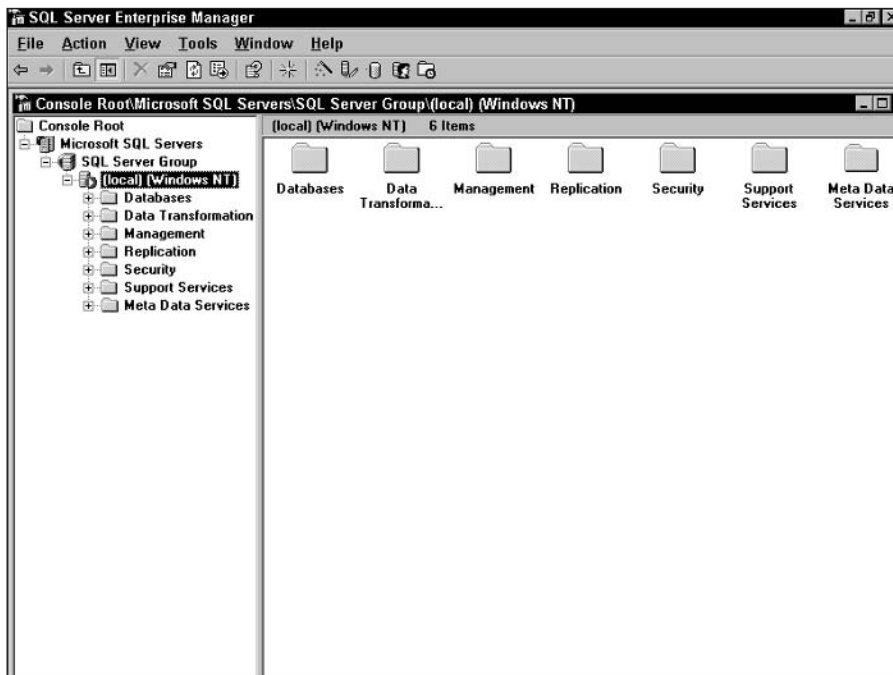 SQL Server Enterprise Manager
File Action View Tools Window Help
Console Root\Microsoft SQL Servers\SQL Server Group\(local) (Windows NT)
Console Root
Microsoft SQL Servers
SQL Server Group
(local) (Windows NT)
Databases
Data Transformation
Management
Replication
Security
Support Services
Meta Data Services
(local) (Windows NT) 6 Items
Databases
Data
Transforma...
Management
Replication
Security
Support
Services
Meta Data
Services